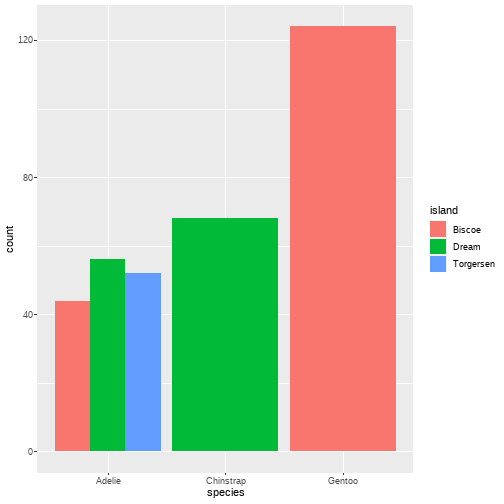 120
80
40
0
count
Adelie Chinstrap Gentoo
species
island
Biscoe
Dream
Torgersen